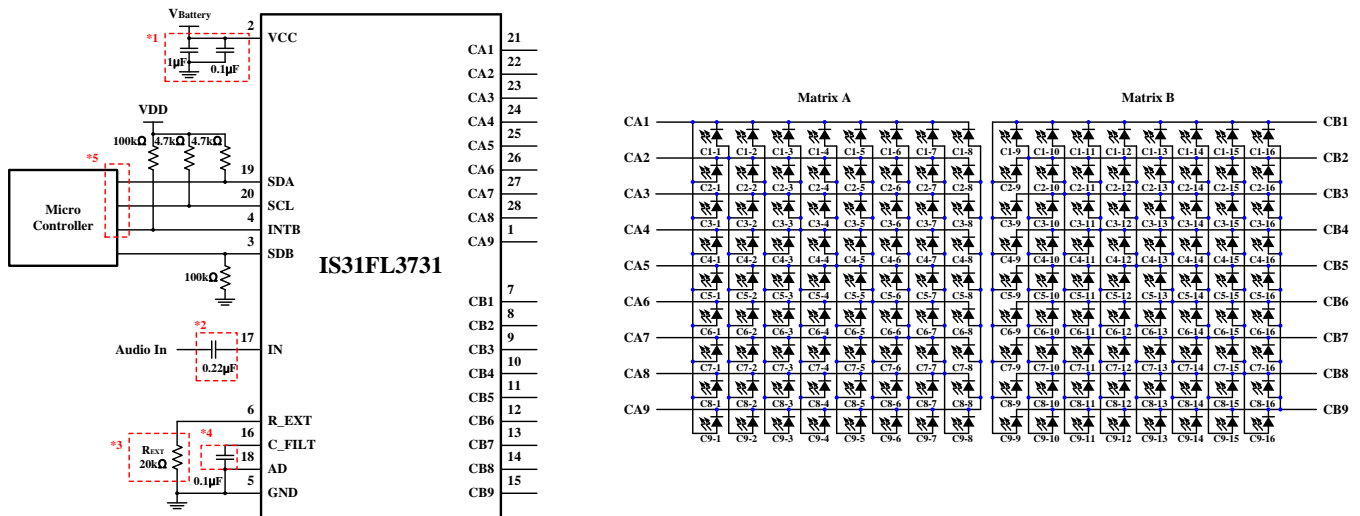 VBattery
2
VCC
*1
1µF
0.1µF
VDD
100kΩ 4.7kΩ 4.7kΩ
*5
Micro
Controller
19
SDA
20
SCL
4
INTB
3
SDB
100kΩ
IS31FL3731
*2
Audio In
0.22µF
17
IN
6
R_EXT
16
C_FILT
*3
*4
REXT
20kΩ
18
AD
0.1µF
5
GND
21
CA1
22
CA2
23
CA3
24
CA4
25
CA5
26
CA6
27
CA7
28
CA8
1
CA9
7
CB1
8
CB2
9
CB3
10
CB4
11
CB5
12
CB6
13
CB7
14
CB8
15
CB9
Matrix A
Matrix B
CA1
CB1
C1-1 C1-2 C1-3 C1-4 C1-5 C1-6 C1-7 C1-8 C1-9 C1-10 C1-11 C1-12 C1-13 C1-14 C1-15 C1-16
CA2
CB2
C2-1 C2-2 C2-3 C2-4 C2-5 C2-6 C2-7 C2-8 C2-9 C2-10 C2-11 C2-12 C2-13 C2-14 C2-15 C2-16
CA3
CB3
C3-1 C3-2 C3-3 C3-4 C3-5 C3-6 C3-7 C3-8 C3-9 C3-10 C3-11 C3-12 C3-13 C3-14 C3-15 C3-16
CA4
CB4
C4-1 C4-2 C4-3 C4-4 C4-5 C4-6 C4-7 C4-8 C4-9 C4-10 C4-11 C4-12 C4-13 C4-14 C4-15 C4-16
CA5
CB5
C5-1 C5-2 C5-3 C5-4 C5-5 C5-6 C5-7 C5-8 C5-9 C5-10 C5-11 C5-12 C5-13 C5-14 C5-15 C5-16
CA6
CB6
C6-1 C6-2 C6-3 C6-4 C6-5 C6-6 C6-7 C6-8 C6-9 C6-10 C6-11 C6-12 C6-13 C6-14 C6-15 C6-16
CA7
CB7
C7-1 C7-2 C7-3 C7-4 C7-5 C7-6 C7-7 C7-8 C7-9 C7-10 C7-11 C7-12 C7-13 C7-14 C7-15 C7-16
CA8
CB8
C8-1 C8-2 C8-3 C8-4 C8-5 C8-6 C8-7 C8-8 C8-9 C8-10 C8-11 C8-12 C8-13 C8-14 C8-15 C8-16
CA9
CB9
C9-1 C9-2 C9-3 C9-4 C9-5 C9-6 C9-7 C9-8 C9-9 C9-10 C9-11 C9-12 C9-13 C9-14 C9-15 C9-16